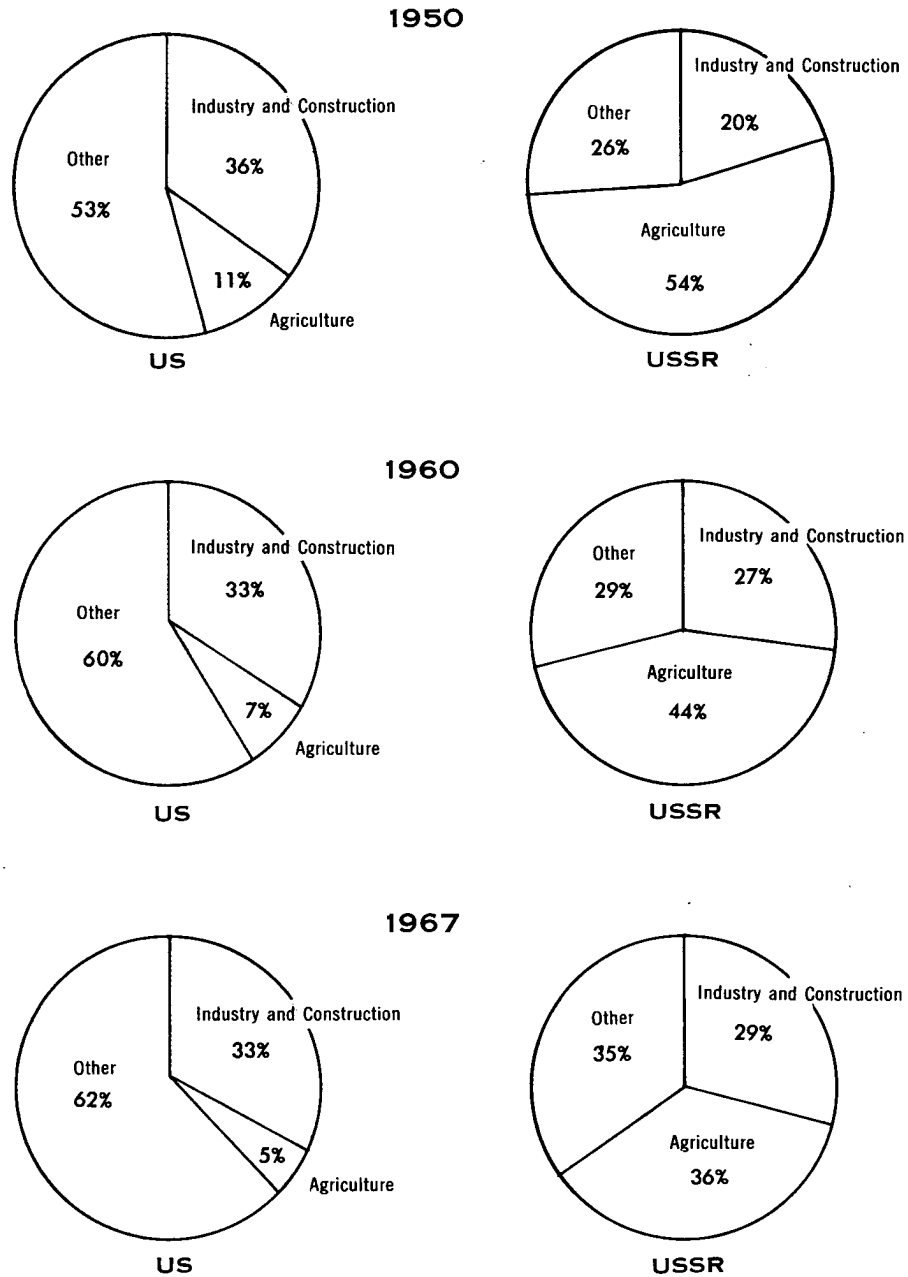 1950
Industry and Construction
36%
Other
53%
11%
Agriculture
US
Industry and Construction
20%
Other
26%
Agriculture
54%
USSR
1960
Industry and Construction
33%
Other
60%
7%
Agriculture
US
Industry and Construction
27%
Other
29%
Agriculture
44%
USSR
1967
Industry and Construction
33%
Other
62%
5%
Agriculture
US
Industry and Construction
29%
Other
35%
Agriculture
36%
USSR